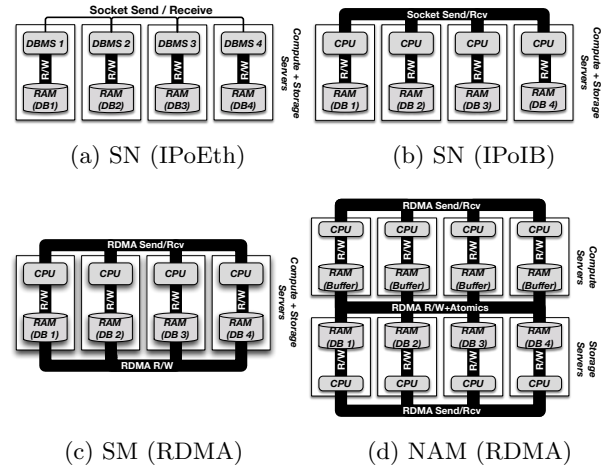 Socket Send / Receive
DBMS 1 DBMS 2 DBMS 3 DBMS 4
R/W R/W R/W R/W
RAM RAM RAM RAM
(DB1) (DB2) (DB3) (DB4)
Compute + Storage
Servers
(a) SN (IPoEth)
Socket Send/Rcv
CPU CPU CPU CPU
R/W R/W R/W R/W
RAM RAM RAM RAM
(DB 1) (DB 2) (DB 3) (DB 4)
Compute + Storage
Servers
(b) SN (IPoIB)
RDMA Send/Rcv
CPU CPU CPU CPU
R/W R/W R/W R/W
RAM RAM RAM RAM
(DB 1) (DB 2) (DB 3) (DB 4)
RDMA R/W
Compute + Storage
Servers
(c) SM (RDMA)
RDMA Send/Rcv
CPU CPU CPU CPU
R/W R/W R/W R/W
RAM RAM RAM RAM
(Buffer) (Buffer) (Buffer) (Buffer)
Compute
Servers
RDMA R/W+Atomics
RAM RAM RAM RAM
(DB 1) (DB 2) (DB 3) (DB 4)
R/W R/W R/W R/W
CPU CPU CPU CPU
Storage
Servers
RDMA Send/Rcv
(d) NAM (RDMA)